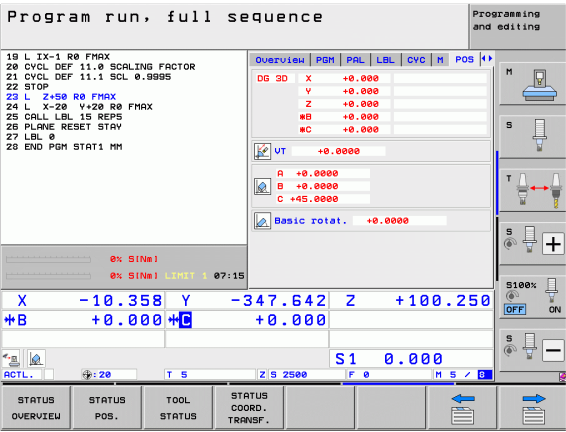 Program run, full sequence
Programming
and editing
19 L IX-1 R0 FMAX
20 CYCL DEF 11.0 SCALING FACTOR
21 CYCL DEF 11.1 SCL 0.9995
22 STOP
23 L Z+50 R0 FMAX
24 L X-20 Y+20 R0 FMAX
25 CALL LBL 15 REP5
26 PLANE RESET STAY
27 LBL 0
28 END PGM STAT1 MM
Overview PGM PAL LBL CYC M POS
DG 3D X +0.000
Y +0.000
Z +0.000
*B +0.000
*C +0.000
VT +0.0000
A +0.0000
B +0.0000
C +45.0000
Basic rotat. +0.0000
0% S[Nm]
0% S[Nm] LIMIT 1 07:15
X -10.358 Y -347.642 Z +100.250
*B +0.000 *C +0.000
S1 0.000
ACTL. :20 T 5 Z S 2500 F 0 M 5 / 8
M
S
T
S
S100%
OFF ON
S
STATUS
OVERVIEW
STATUS
POS.
TOOL
STATUS
STATUS
COORD.
TRANSF.